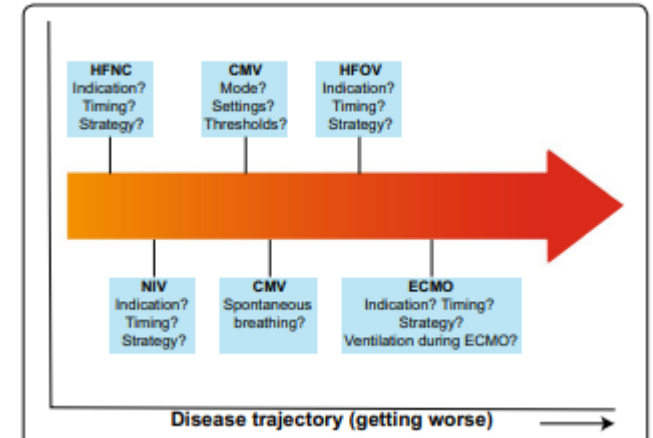 HFNC
Indication?
Timing?
Strategy?
CMV
Mode?
Settings?
Thresholds?
HFOV
Indication?
Timing?
Strategy?
NIV
Indication?
Timing?
Strategy?
CMV
Spontaneous
breathing?
ECMO
Indication? Timing?
Strategy?
Ventilation during ECMO?
Disease trajectory (getting worse)